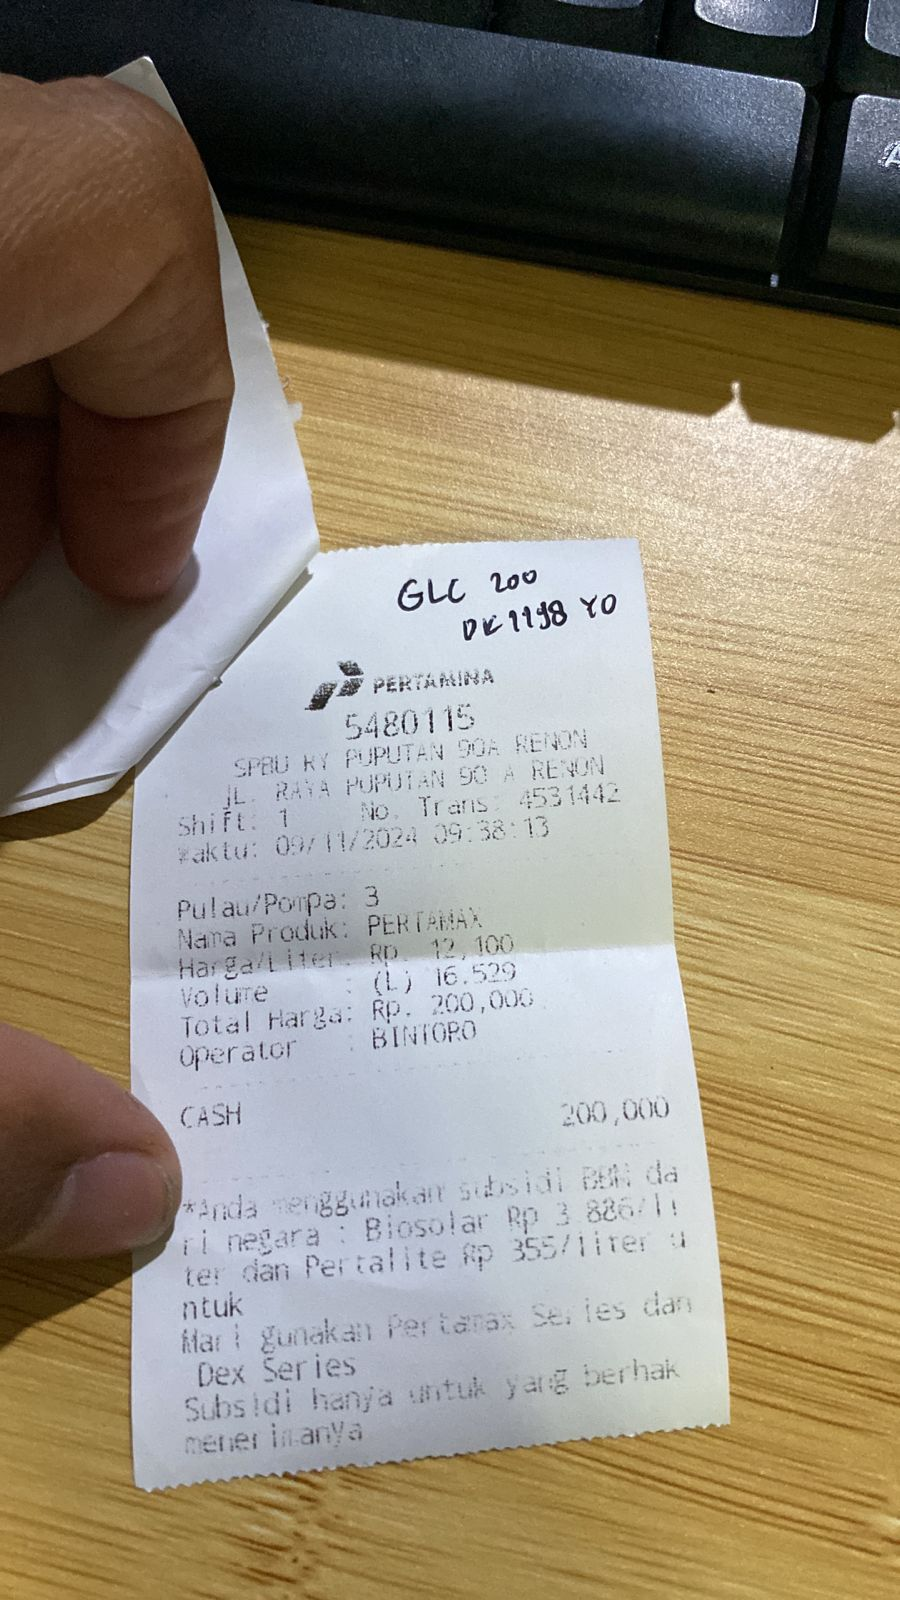 GLC 200
DK 1198 YO
PERTAMINA
5480115
SPBU RY PUPUTAN 90A RENON
JL. RAYA PUPUTAN 90 A RENON
Shift: 1 No. Trans: 4531442
Waktu: 09/11/2024 09:38:13
Pulau/Pompa: 3
Nama Produk: PERTAMAX
Harga/Liter: Rp. 12,100
Volume : (L) 16.529
Total Harga: Rp. 200,000
Operator : BINTORO
CASH 200,000
*Anda menggunakan subsidi BBM da
ri negara : Biosolar Rp 3.886/li
ter dan Pertalite Rp 355/liter u
ntuk
Mari gunakan Pertamax Series dan
Dex Series
Subsidi hanya untuk yang berhak
menerimanya